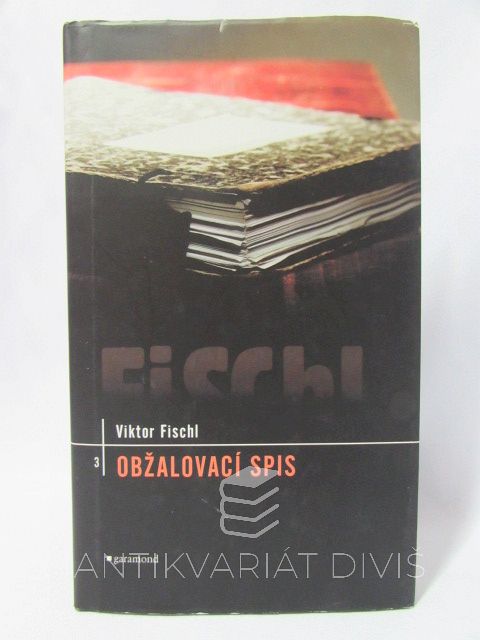 Fischl
Viktor Fischl
3
OBŽALOVACÍ SPIS
garamond
ANTIKVARIÁT DIVIŠ